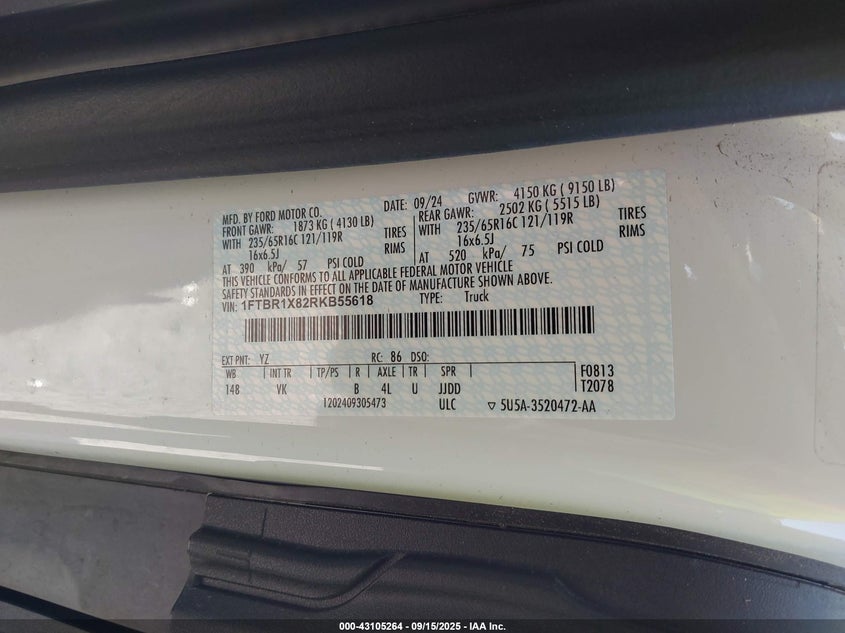 MFD. BY FORD MOTOR CO. DATE: 09/24 GVWR: 4150 KG ( 9150 LB)
FRONT GAWR: 1873 KG ( 4130 LB) REAR GAWR: 2502 KG ( 5515 LB)
WITH 235/65R16C 121/119R TIRES WITH 235/65R16C 121/119R TIRES
16x6.5J RIMS 16x6.5J RIMS
AT 390 kPa/ 57 PSI COLD AT 520 kPa/ 75 PSI COLD
THIS VEHICLE CONFORMS TO ALL APPLICABLE FEDERAL MOTOR VEHICLE
SAFETY STANDARDS IN EFFECT ON THE DATE OF MANUFACTURE SHOWN ABOVE.
VIN: 1FTBR1X82RKB55618 TYPE: Truck
EXT PNT: YZ RC: 86 DSO:
WB INT TR TP/PS R AXLE TR SPR F0813
148 VK B 4L U JJDD T2078
1202409305473 ULC ▽ 5U5A-3520472-AA
000-43105264 - 09/15/2025 - IAA Inc.